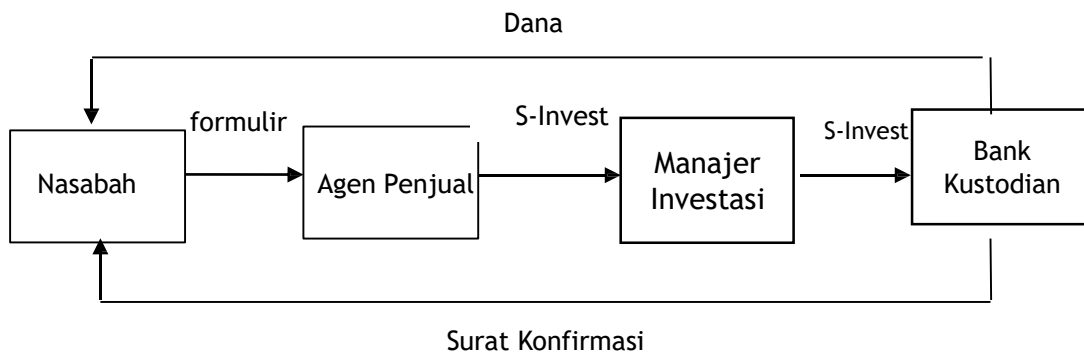 Dana
formulir
S-Invest
S-Invest
Nasabah
Agen Penjual
Manajer
Investasi
Bank
Kustodian
Surat Konfirmasi